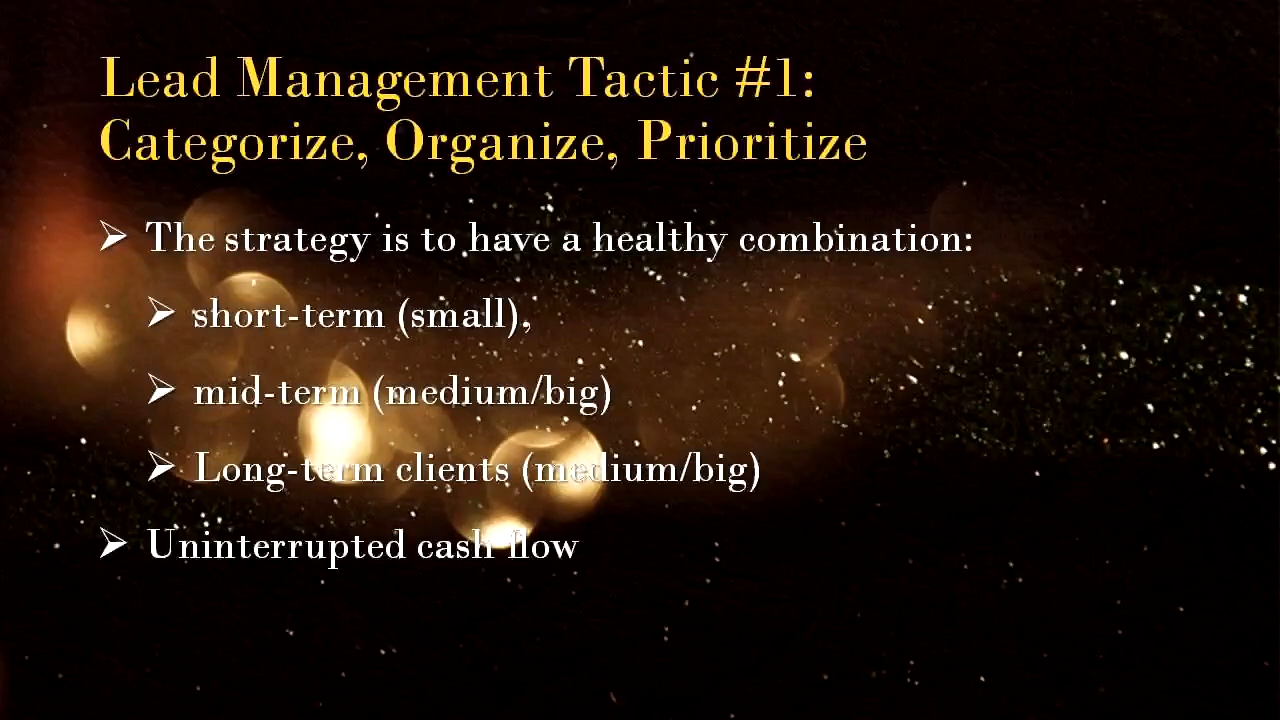 Lead Management Tactic #1:
Categorize, Organize, Prioritize
The strategy is to have a healthy combination:
short-term (small),
mid-term (medium/big)
Long-term clients (medium/big)
Uninterrupted cash flow